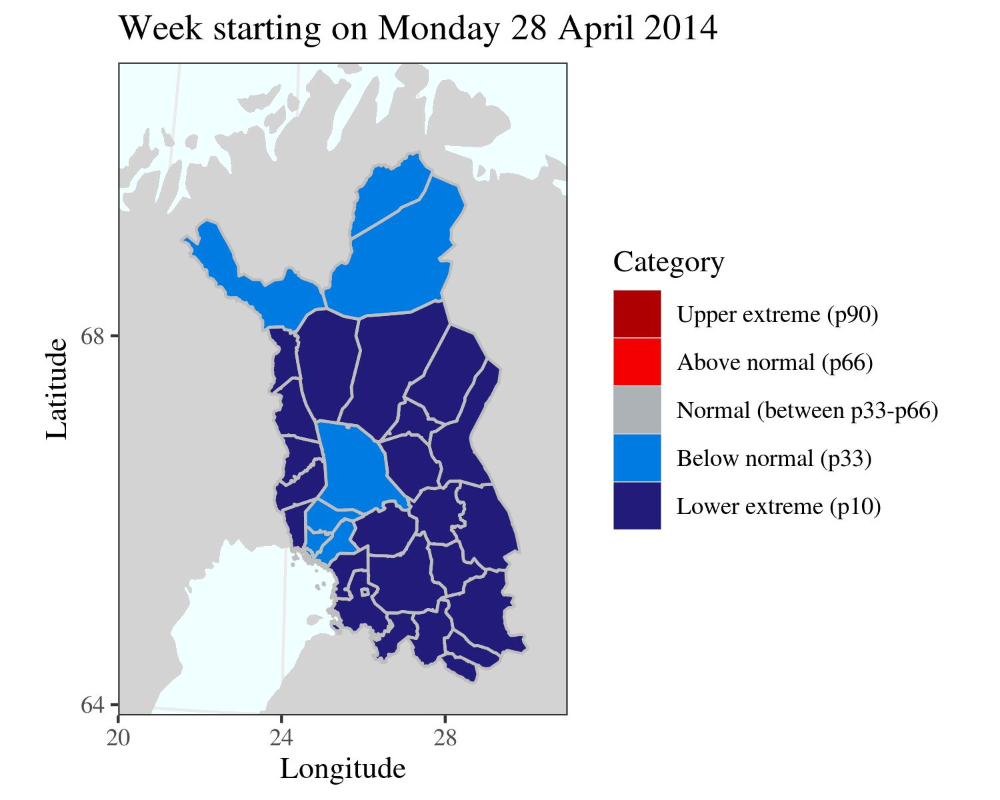 Week starting on Monday 28 April 2014
Category
Upper extreme (p90)
Above normal (p66)
Normal (between p33-p66)
Below normal (p33)
Lower extreme (p10)
Latitude
68
64
20 24 28
Longitude